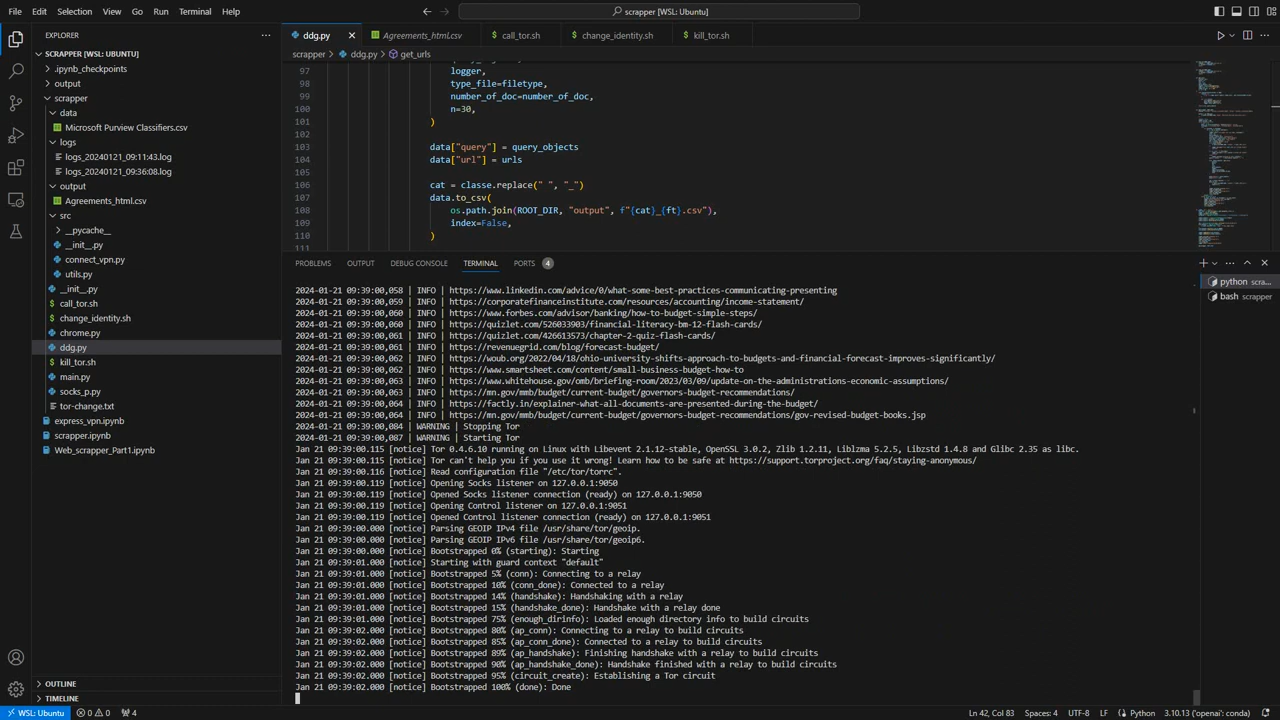 File Edit Selection View Go Run Terminal Help
scrapper [WSL: Ubuntu]
EXPLORER
SCRAPPER [WSL: UBUNTU]
.ipynb_checkpoints
output
scrapper
data
Microsoft Purview Classifiers.csv
logs
logs_20240121_09:11:43.log
logs_20240121_09:36:08.log
output
Agreements_html.csv
src
__pycache__
__init__.py
connect_vpn.py
utils.py
__init__.py
call_tor.sh
change_identity.sh
chrome.py
ddg.py
kill_tor.sh
main.py
socks_p.py
tor-change.txt
express_vpn.ipynb
scrapper.ipynb
Web_scrapper_Part1.ipynb
OUTLINE
TIMELINE
ddg.py Agreements_html.csv call_tor.sh change_identity.sh kill_tor.sh
scrapper > ddg.py > get_urls
97 logger,
98 type_file=filetype,
99 number_of_doc=number_of_doc,
100 n=30,
101 )
102
103 data["query"] = query_objects
104 data["url"] = urls
105
106 cat = classe.replace(" ", "_")
107 data.to_csv(
108 os.path.join(ROOT_DIR, "output", f"{cat}_{ft}.csv"),
109 index=False,
110 )
111
PROBLEMS OUTPUT DEBUG CONSOLE TERMINAL PORTS 4
python scra...
bash scrapper
2024-01-21 09:39:00,058 | INFO | https://www.linkedin.com/advice/0/what-some-best-practices-communicating-presenting
2024-01-21 09:39:00,059 | INFO | https://corporatefinanceinstitute.com/resources/accounting/income-statement/
2024-01-21 09:39:00,060 | INFO | https://www.forbes.com/advisor/banking/how-to-budget-simple-steps/
2024-01-21 09:39:00,060 | INFO | https://quizlet.com/526033903/financial-literacy-bm-12-flash-cards/
2024-01-21 09:39:00,061 | INFO | https://quizlet.com/426613713/chapter-2-quiz-flash-cards/
2024-01-21 09:39:00,061 | INFO | https://revenuegrid.com/blog/forecast-budget/
2024-01-21 09:39:00,062 | INFO | https://woub.org/2022/04/18/ohio-university-shifts-approach-to-budgets-and-financial-forecast-improves-significantly/
2024-01-21 09:39:00,062 | INFO | https://www.smartsheet.com/content/small-business-budget-how-to
2024-01-21 09:39:00,063 | INFO | https://www.whitehouse.gov/omb/briefing-room/2023/03/09/update-on-the-administrations-economic-assumptions/
2024-01-21 09:39:00,063 | INFO | https://mn.gov/mmb/budget/current-budget/governors-budget-recommendations/
2024-01-21 09:39:00,064 | INFO | https://factly.in/explainer-what-all-documents-are-presented-during-the-budget/
2024-01-21 09:39:00,064 | INFO | https://mn.gov/mmb/budget/current-budget/governors-budget-recommendations/gov-revised-budget-books.jsp
2024-01-21 09:39:00,084 | WARNING | Stopping Tor
2024-01-21 09:39:00,087 | WARNING | Starting Tor
Jan 21 09:39:00.115 [notice] Tor 0.4.6.10 running on Linux with Libevent 2.1.12-stable, OpenSSL 3.0.2, Zlib 1.2.11, Liblzma 5.2.5, Libzstd 1.4.8 and Glibc 2.35 as libc.
Jan 21 09:39:00.115 [notice] Tor can't help you if you use it wrong! Learn how to be safe at https://support.torproject.org/faq/staying-anonymous/
Jan 21 09:39:00.116 [notice] Read configuration file "/etc/tor/torrc".
Jan 21 09:39:00.119 [notice] Opening Socks listener on 127.0.0.1:9050
Jan 21 09:39:00.119 [notice] Opened Socks listener connection (ready) on 127.0.0.1:9050
Jan 21 09:39:00.119 [notice] Opening Control listener on 127.0.0.1:9051
Jan 21 09:39:00.119 [notice] Opened Control listener connection (ready) on 127.0.0.1:9051
Jan 21 09:39:00.000 [notice] Parsing GEOIP IPv4 file /usr/share/tor/geoip.
Jan 21 09:39:00.000 [notice] Parsing GEOIP IPv6 file /usr/share/tor/geoip6.
Jan 21 09:39:00.000 [notice] Bootstrapped 0% (starting): Starting
Jan 21 09:39:01.000 [notice] Starting with guard context "default"
Jan 21 09:39:01.000 [notice] Bootstrapped 5% (conn): Connecting to a relay
Jan 21 09:39:01.000 [notice] Bootstrapped 10% (conn_done): Connected to a relay
Jan 21 09:39:01.000 [notice] Bootstrapped 14% (handshake): Handshaking with a relay
Jan 21 09:39:01.000 [notice] Bootstrapped 15% (handshake_done): Handshake with a relay done
Jan 21 09:39:01.000 [notice] Bootstrapped 75% (enough_dirinfo): Loaded enough directory info to build circuits
Jan 21 09:39:02.000 [notice] Bootstrapped 80% (ap_conn): Connecting to a relay to build circuits
Jan 21 09:39:02.000 [notice] Bootstrapped 85% (ap_conn_done): Connected to a relay to build circuits
Jan 21 09:39:02.000 [notice] Bootstrapped 89% (ap_handshake): Finishing handshake with a relay to build circuits
Jan 21 09:39:02.000 [notice] Bootstrapped 90% (ap_handshake_done): Handshake finished with a relay to build circuits
Jan 21 09:39:02.000 [notice] Bootstrapped 95% (circuit_create): Establishing a Tor circuit
Jan 21 09:39:02.000 [notice] Bootstrapped 100% (done): Done
WSL: Ubuntu 0 0 4 Ln 42, Col 83 Spaces: 4 UTF-8 LF Python 3.10.13 ('openai': conda)